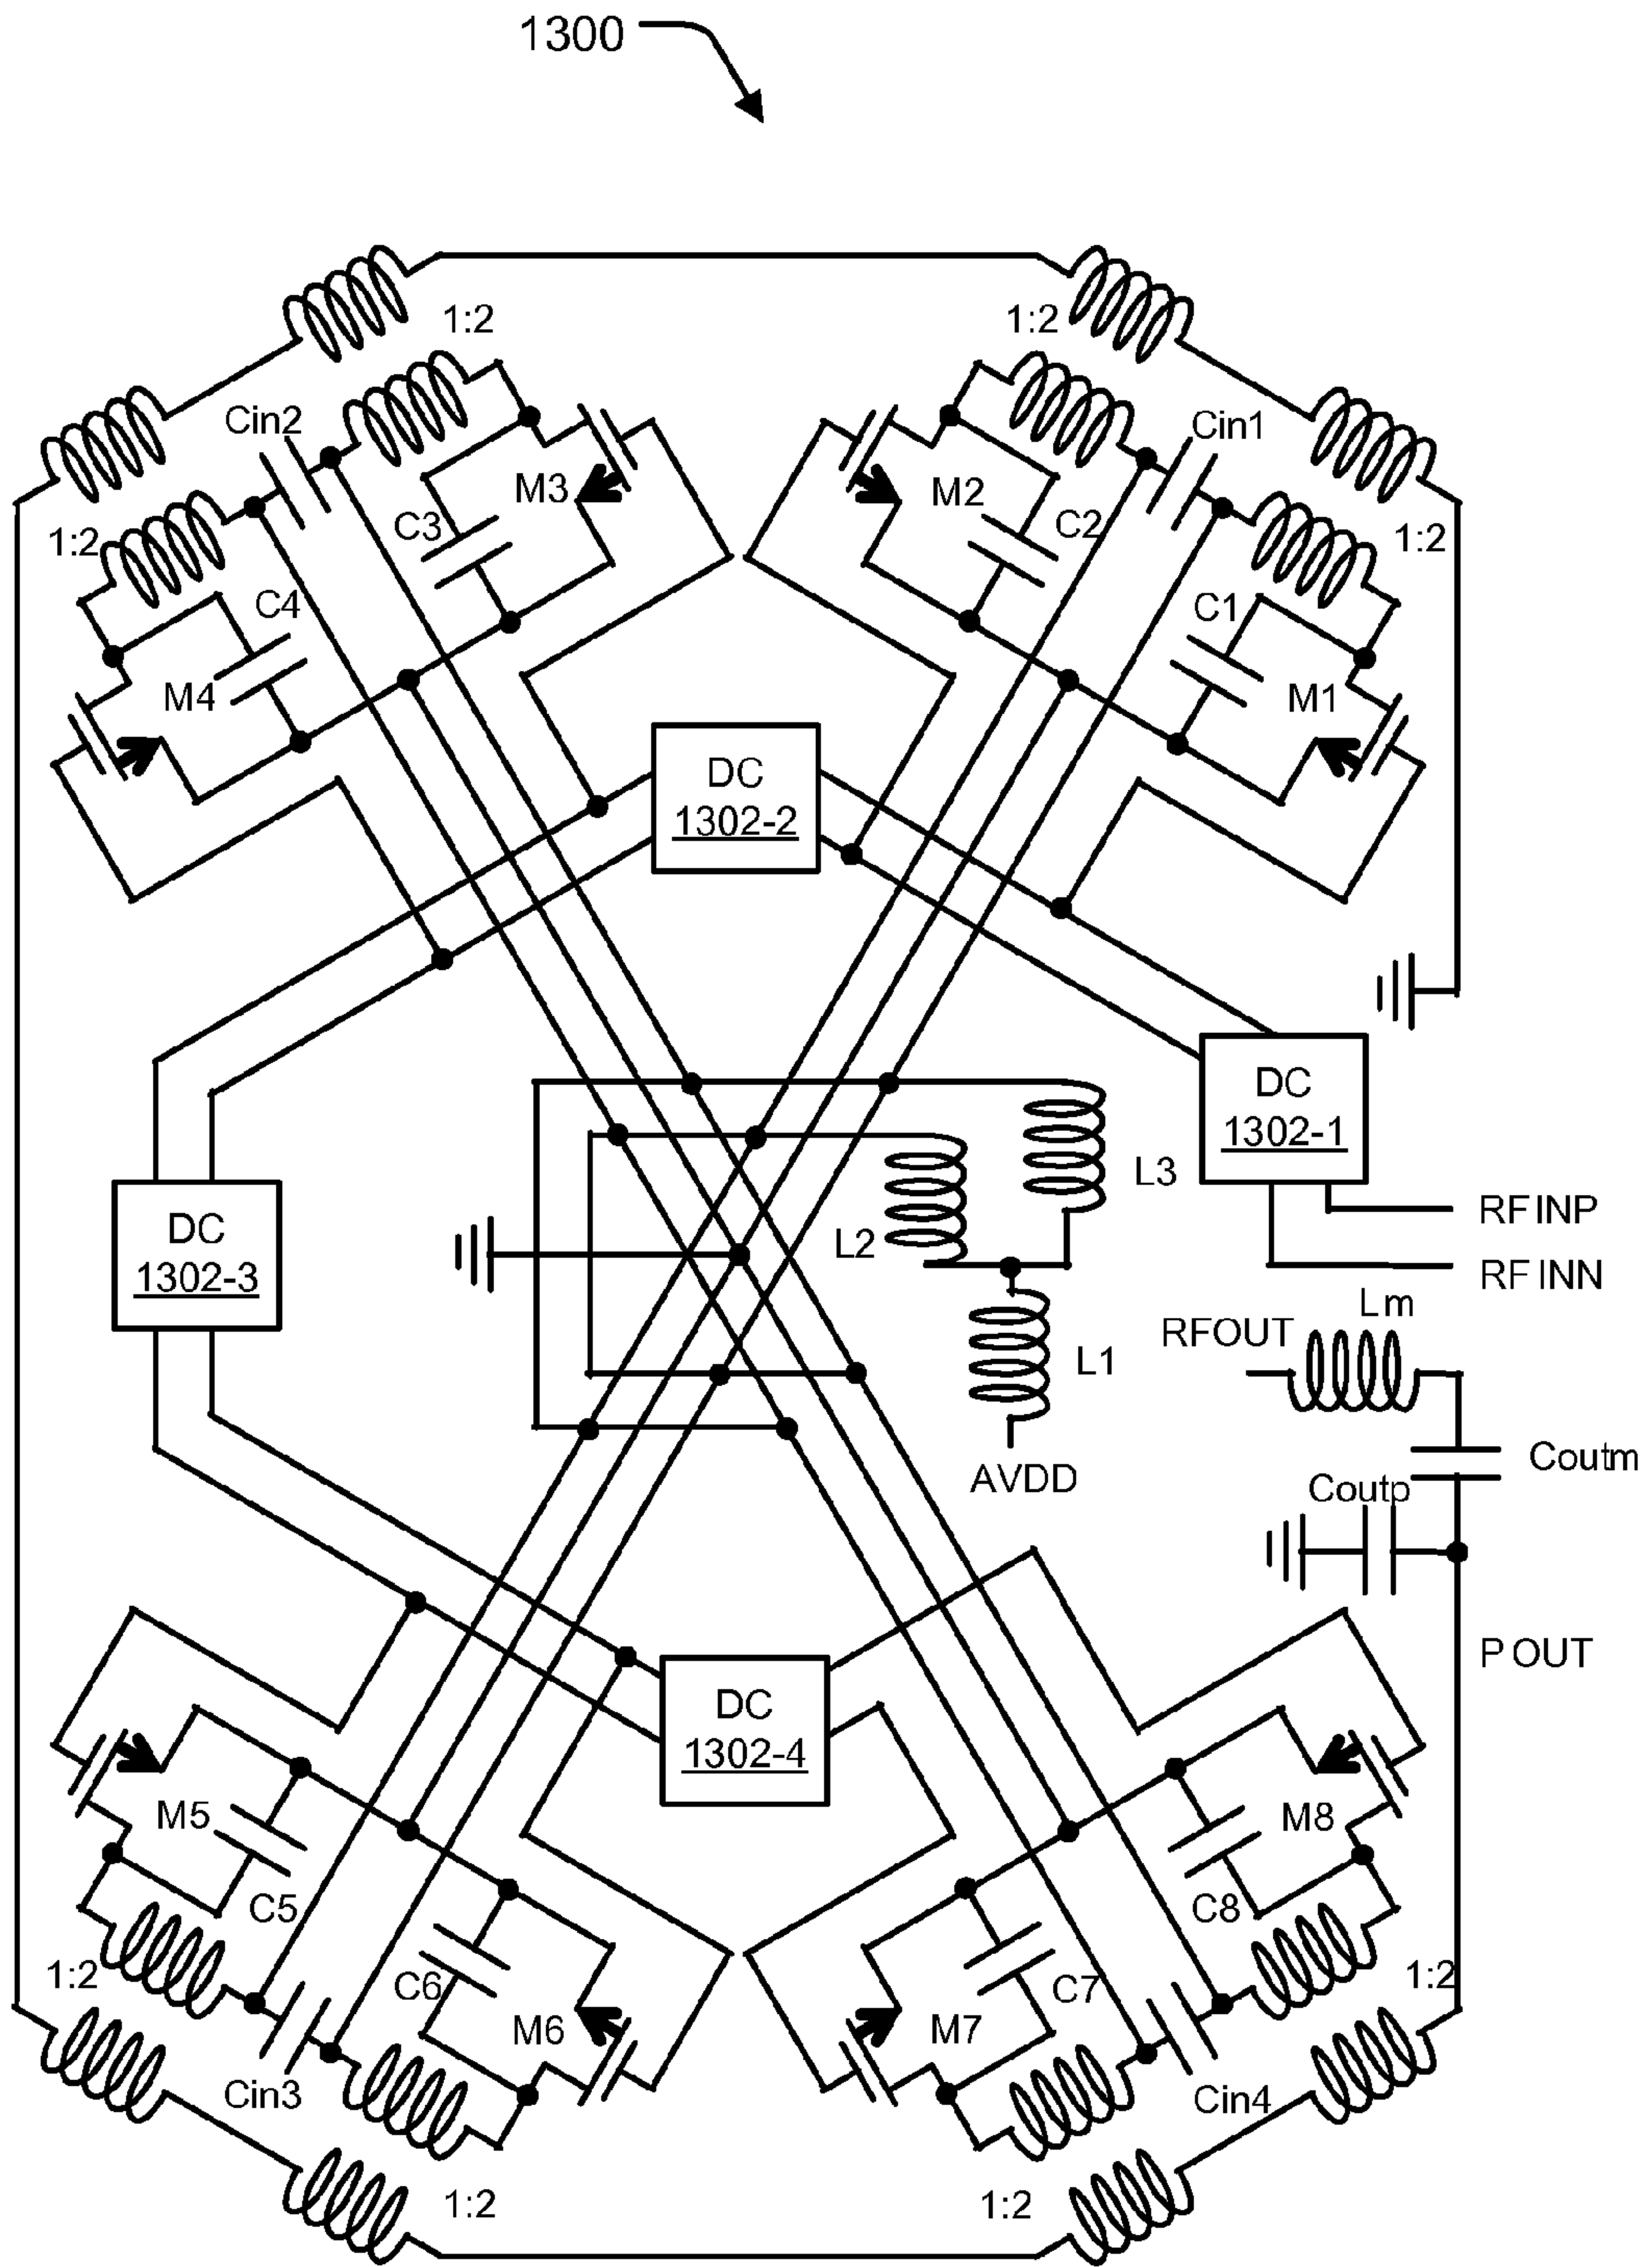 1300
1:2
1:2
Cin2
Cin1
M3
M2
C3
C2
1:2
1:2
C4
C1
M4
M1
DC
1302-2
DC
1302-1
L3
DC
1302-3
L2
RFINP
RFINN
Lm
RFOUT
L1
AVDD
Coutm
Coutp
POUT
DC
1302-4
M5
M8
C5
C8
1:2
1:2
C6
C7
M6
M7
Cin3
Cin4
1:2
1:2